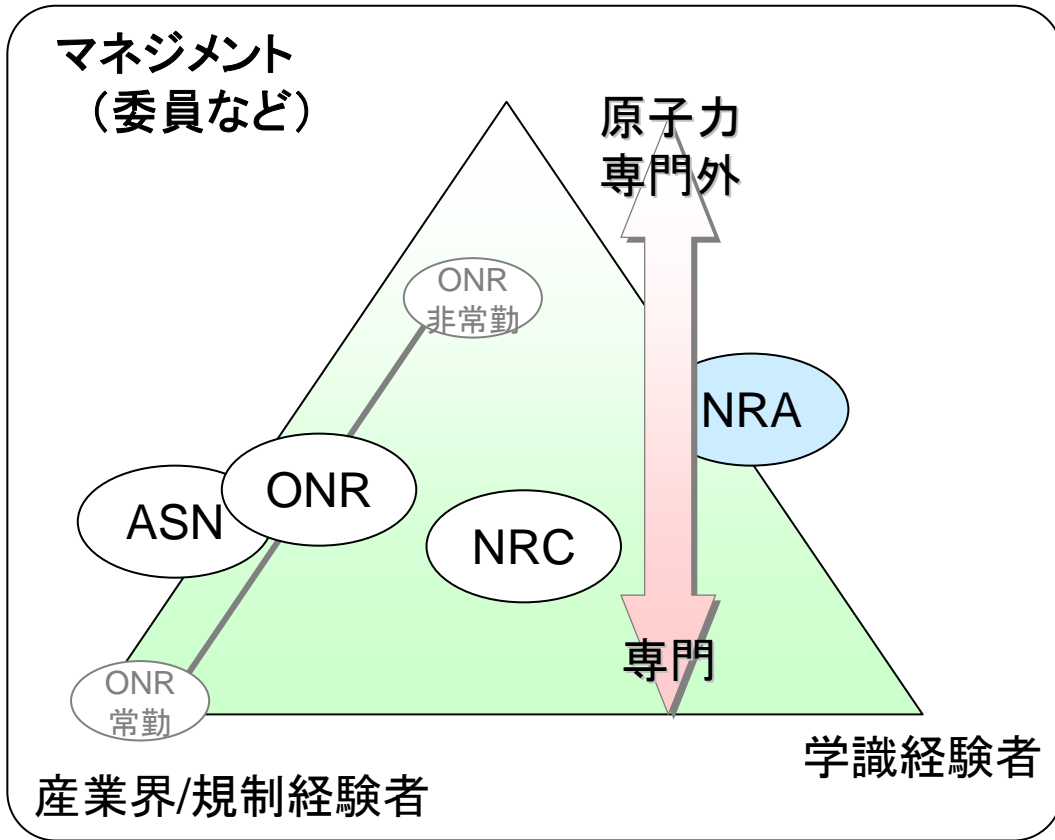 マネジメント
（委員など）
原子力
専門外
ONR
非常勤
NRA
ONR
ASN
NRC
専門
ONR
常勤
学識経験者
産業界/規制経験者